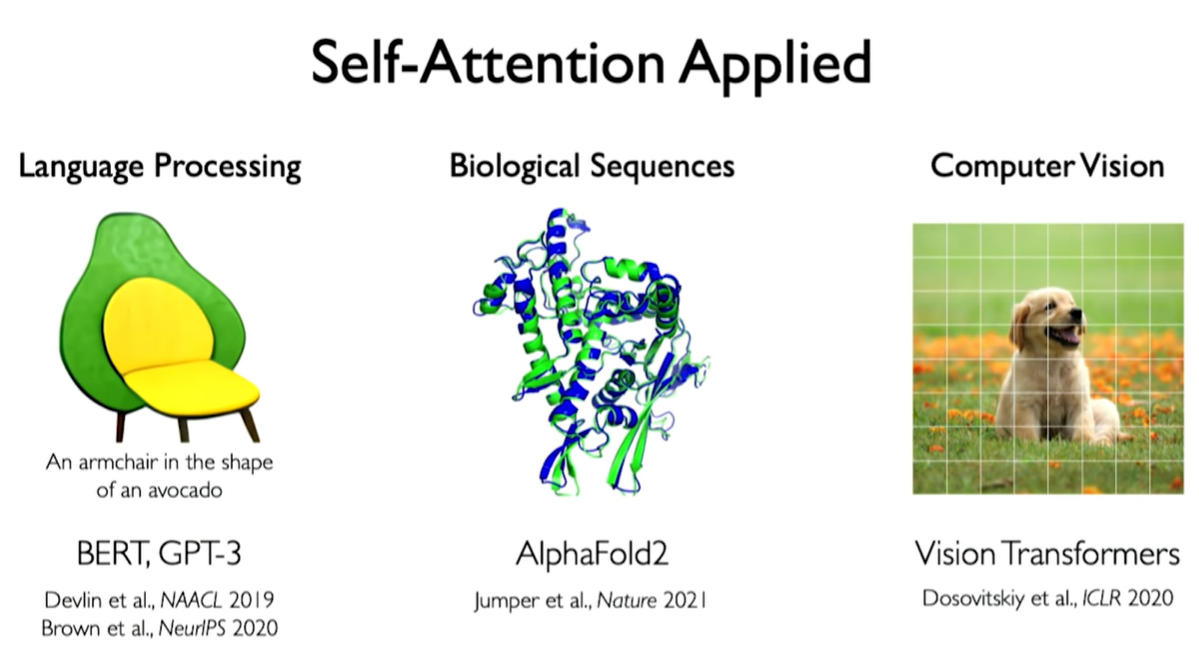 Self-Attention Applied
Language Processing
An armchair in the shape
of an avocado
BERT, GPT-3
Devlin et al., NAACL 2019
Brown et al., NeurIPS 2020
Biological Sequences
AlphaFold2
Jumper et al., Nature 2021
Computer Vision
Vision Transformers
Dosovitskiy et al., ICLR 2020